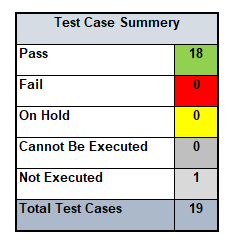 Test Case Summery
Pass 18
Fail 0
On Hold 0
Cannot Be Executed 0
Not Executed 1
Total Test Cases 19